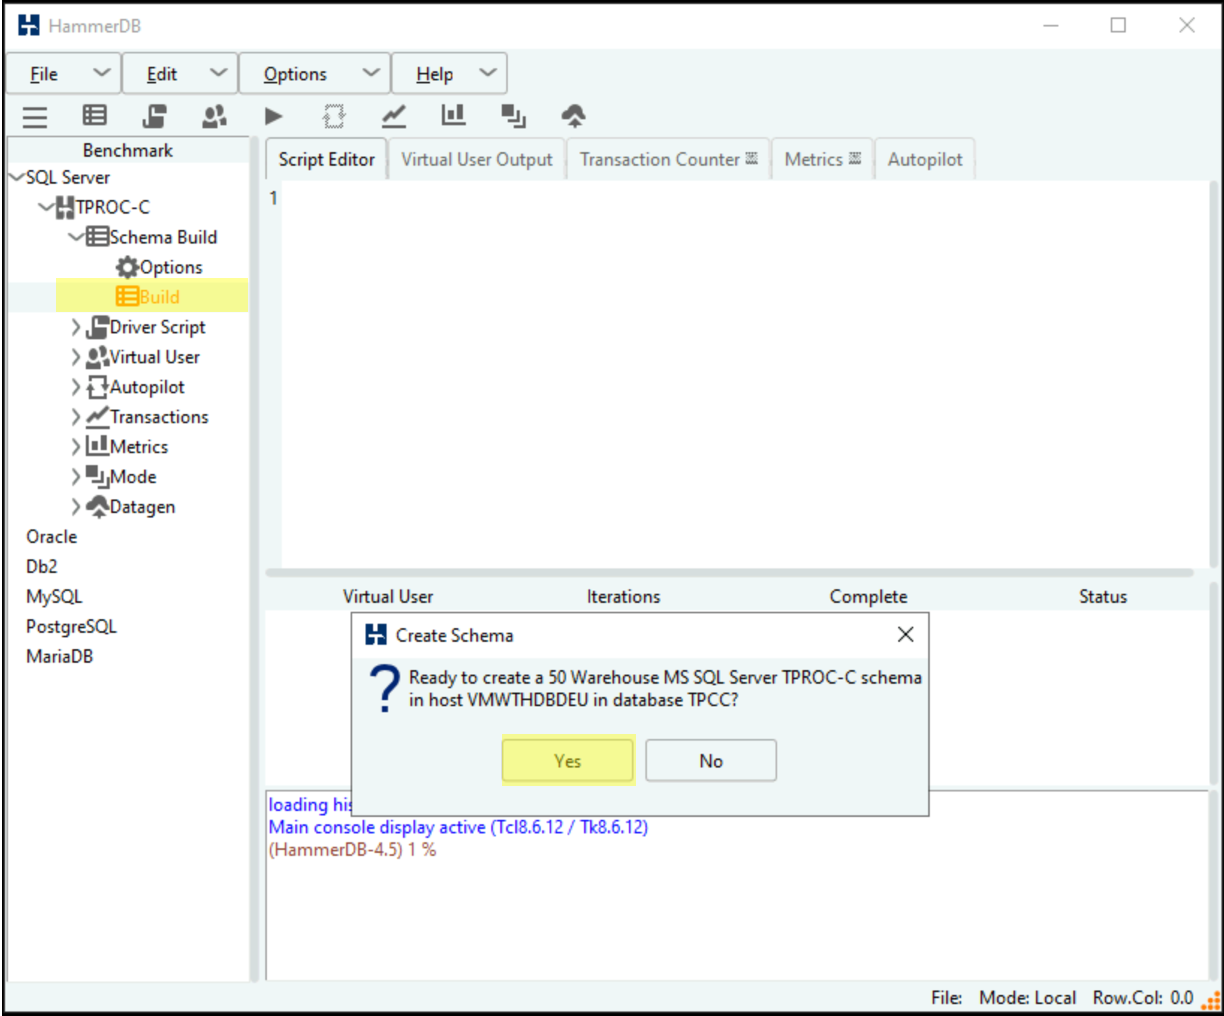 HammerDB
File Edit Options Help
Benchmark
SQL Server
TPROC-C
Schema Build
Options
Build
Driver Script
Virtual User
Autopilot
Transactions
Metrics
Mode
Datagen
Oracle
Db2
MySQL
PostgreSQL
MariaDB
Script Editor Virtual User Output Transaction Counter Metrics Autopilot
1
Virtual User Iterations Complete Status
Create Schema
Ready to create a 50 Warehouse MS SQL Server TPROC-C schema
in host VMWTHDBDEU in database TPCC?
Yes No
loading his
Main console display active (Tcl8.6.12 / Tk8.6.12)
(HammerDB-4.5) 1 %
File: Mode: Local Row.Col: 0.0